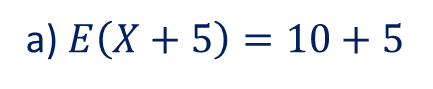 a) E(X + 5) = 10 + 5